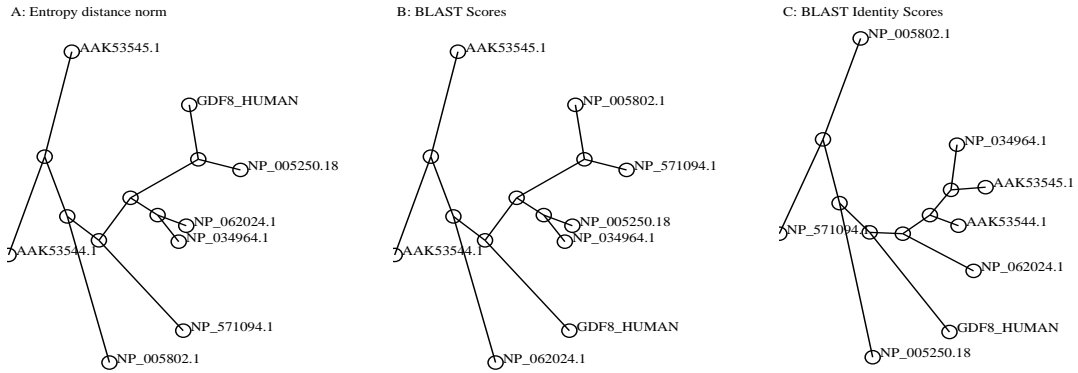 A: Entropy distance norm
AAK53545.1
GDF8_HUMAN
NP_005250.18
NP_062024.1
NP_034964.1
AAK53544.1
NP_571094.1
NP_005802.1
B: BLAST Scores
AAK53545.1
NP_005802.1
NP_571094.1
NP_005250.18
NP_034964.1
AAK53544.1
GDF8_HUMAN
NP_062024.1
C: BLAST Identity Scores
NP_005802.1
NP_034964.1
AAK53545.1
AAK53544.1
NP_571094.1
NP_062024.1
GDF8_HUMAN
NP_005250.18